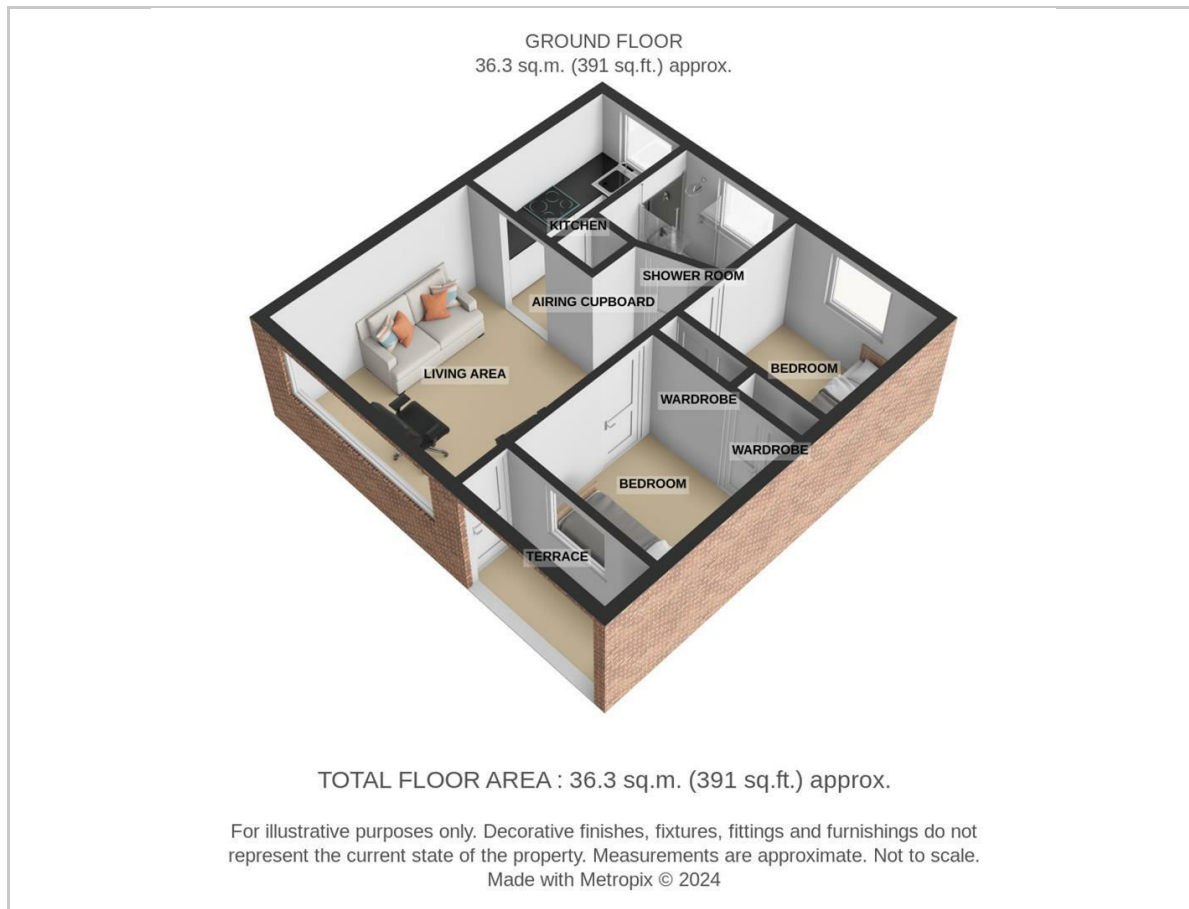 GROUND FLOOR
36.3 sq.m. (391 sq.ft.) approx.
KITCHEN
SHOWER ROOM
AIRING CUPBOARD
LIVING AREA
BEDROOM
WARDROBE
WARDROBE
BEDROOM
TERRACE
TOTAL FLOOR AREA : 36.3 sq.m. (391 sq.ft.) approx.
For illustrative purposes only. Decorative finishes, fixtures, fittings and furnishings do not
represent the current state of the property. Measurements are approximate. Not to scale.
Made with Metropix © 2024